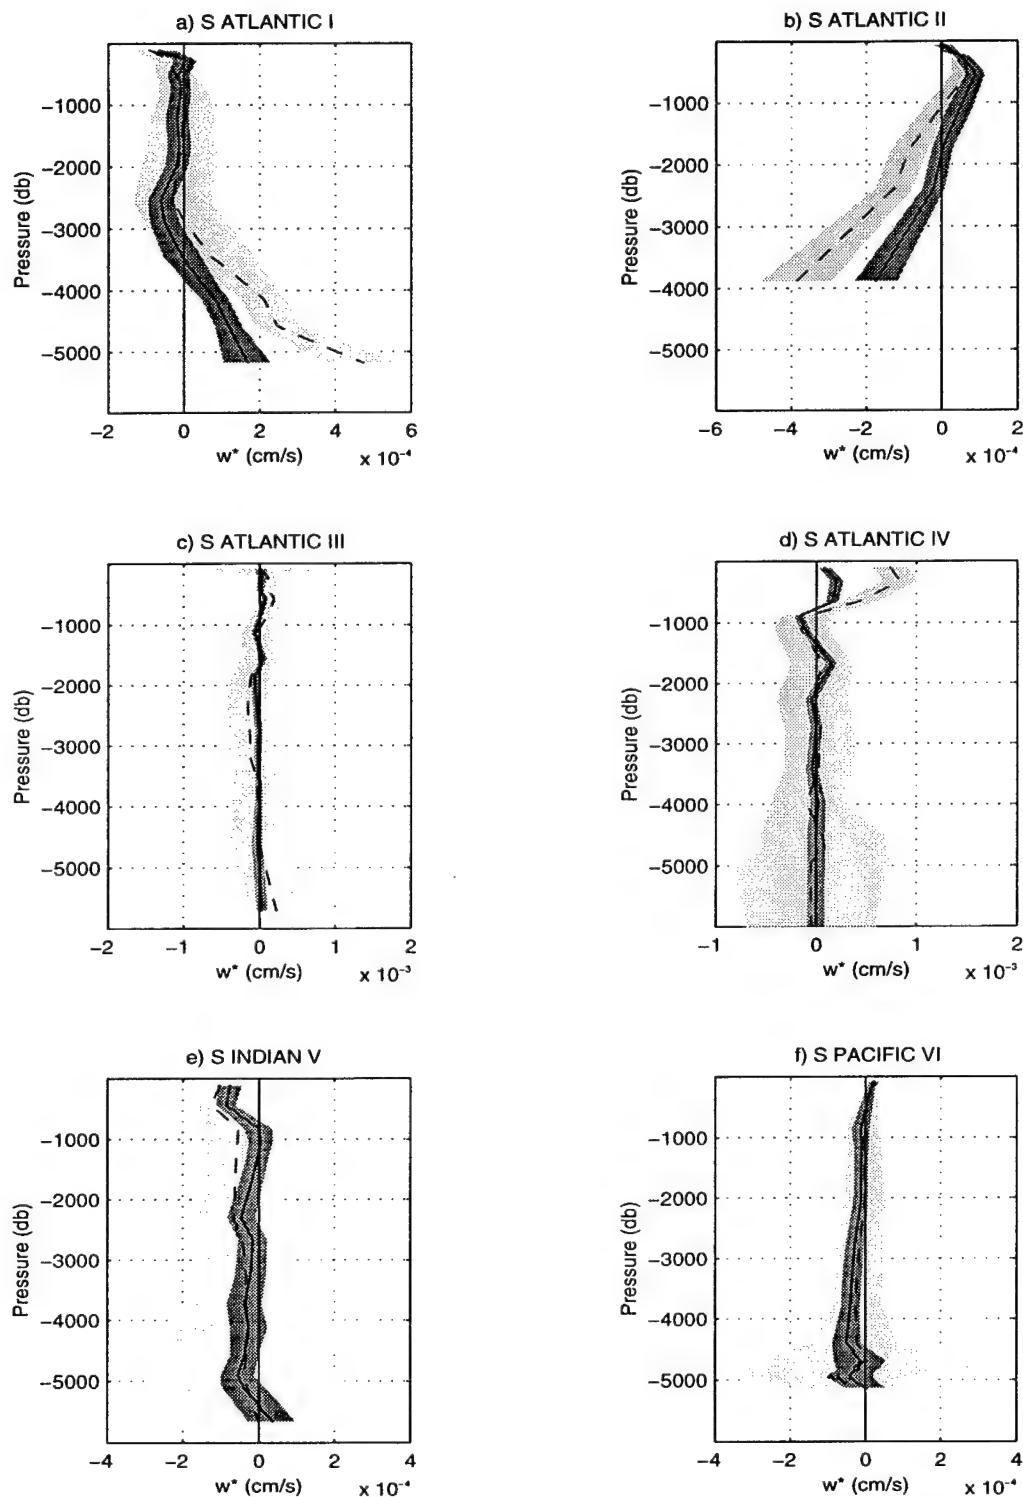 a) S ATLANTIC I
Pressure (db)
−1000
−2000
−3000
−4000
−5000
−2 0 2 4 6
w* (cm/s) x 10⁻⁴
b) S ATLANTIC II
Pressure (db)
−1000
−2000
−3000
−4000
−5000
−6 −4 −2 0 2
w* (cm/s) x 10⁻⁴
c) S ATLANTIC III
Pressure (db)
−1000
−2000
−3000
−4000
−5000
−2 −1 0 1 2
w* (cm/s) x 10⁻³
d) S ATLANTIC IV
Pressure (db)
−1000
−2000
−3000
−4000
−5000
−1 0 1 2
w* (cm/s) x 10⁻³
e) S INDIAN V
Pressure (db)
−1000
−2000
−3000
−4000
−5000
−4 −2 0 2 4
w* (cm/s) x 10⁻⁴
f) S PACIFIC VI
Pressure (db)
−1000
−2000
−3000
−4000
−5000
−4 −2 0 2 4
w* (cm/s) x 10⁻⁴